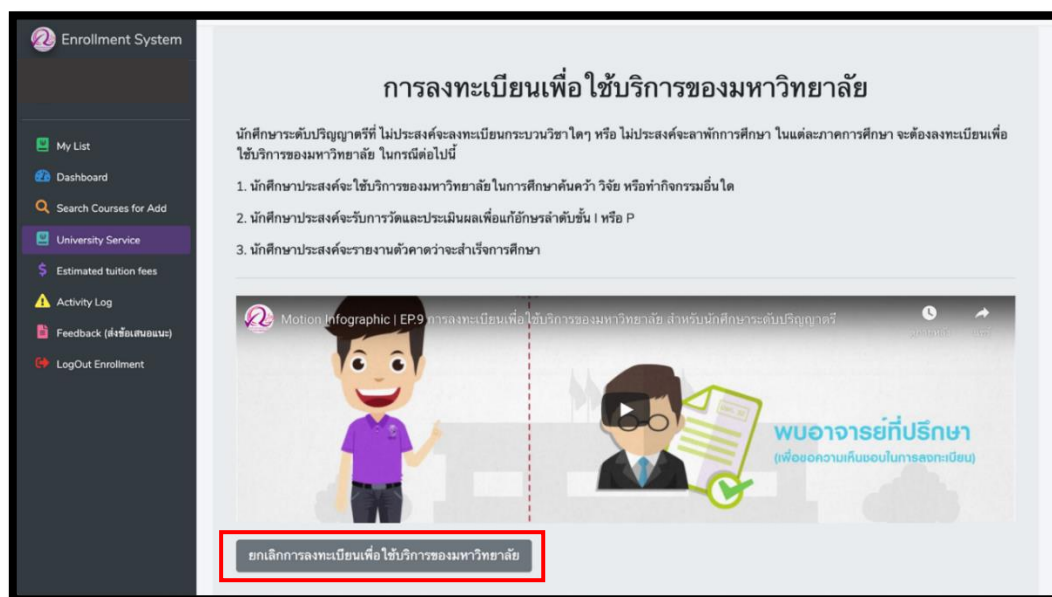 Enrollment System
My List
Dashboard
Search Courses for Add
University Service
Estimated tuition fees
Activity Log
Feedback (ส่งข้อเสนอแนะ)
LogOut Enrollment
การลงทะเบียนเพื่อใช้บริการของมหาวิทยาลัย
นักศึกษาระดับปริญญาตรีที่ ไม่ประสงค์จะลงทะเบียนกระบวนวิชาใดๆ หรือ ไม่ประสงค์จะลาพักการศึกษา ในแต่ละภาคการศึกษา จะต้องลงทะเบียนเพื่อ
ใช้บริการของมหาวิทยาลัย ในกรณีต่อไปนี้
1. นักศึกษาประสงค์จะใช้บริการของมหาวิทยาลัยในการศึกษาค้นคว้า วิจัย หรือทำกิจกรรมอื่นใด
2. นักศึกษาประสงค์จะรับการวัดและประเมินผลเพื่อแก้อักษรลำดับขั้น I หรือ P
3. นักศึกษาประสงค์จะรายงานตัวคาดว่าจะสำเร็จการศึกษา
Motion Infographic | EP.9 การลงทะเบียนเพื่อใช้บริการของมหาวิทยาลัย สำหรับนักศึกษาระดับปริญญาตรี
พบอาจารย์ที่ปรึกษา
(เพื่อขอความเห็นชอบในการลงทะเบียน)
ยกเลิกการลงทะเบียนเพื่อใช้บริการของมหาวิทยาลัย